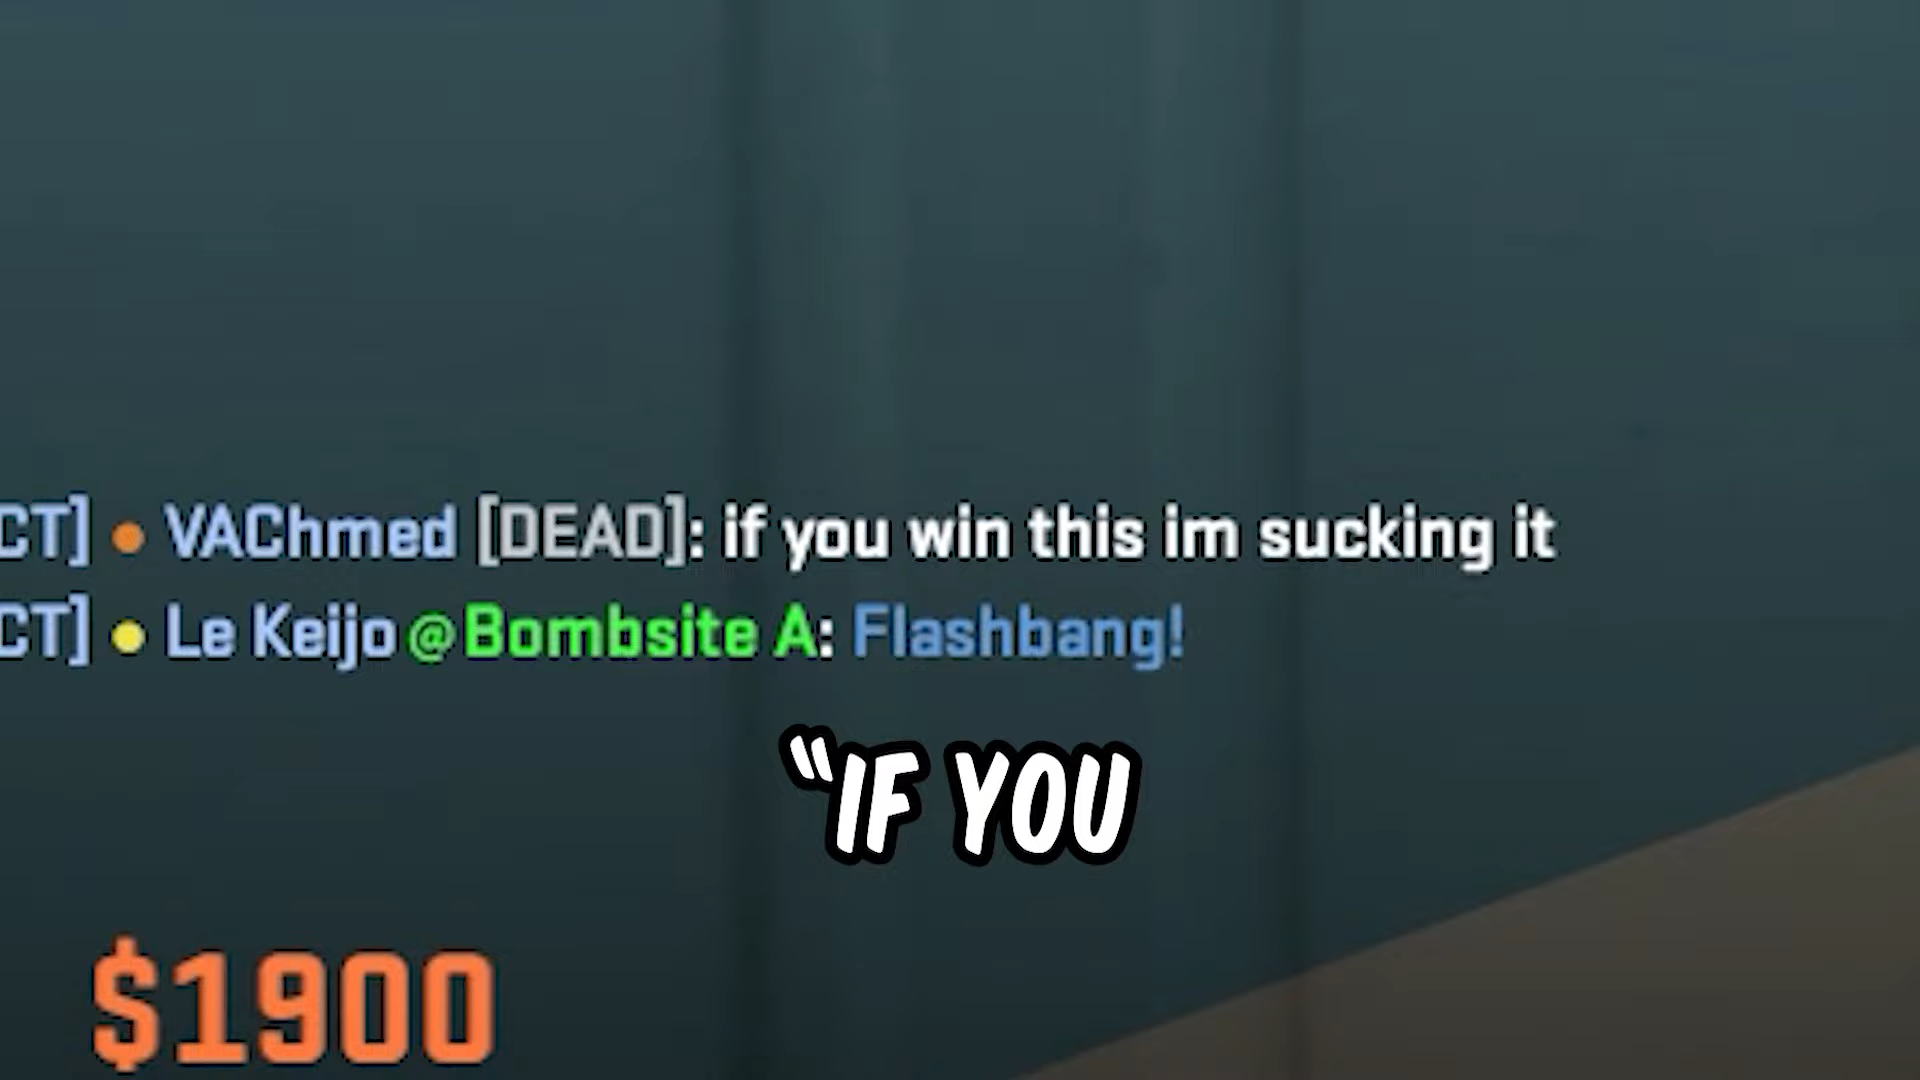 CT] ● VAChmed [DEAD]: if you win this im sucking it
CT] ● Le Keijo @ Bombsite A: Flashbang!
“IF YOU
$1900